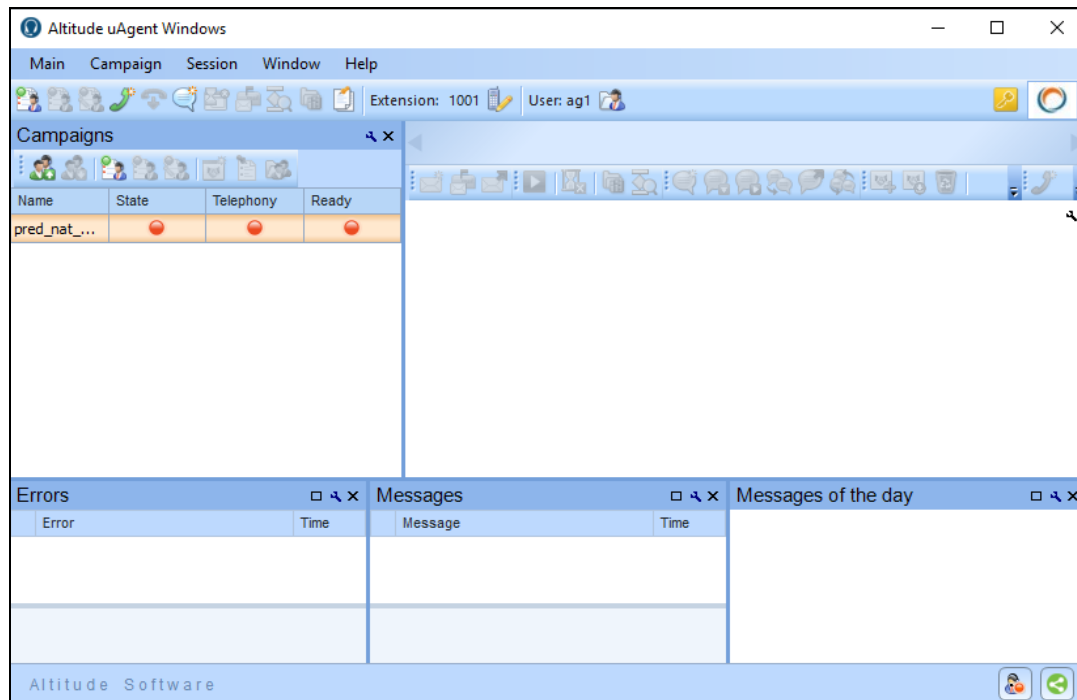 Altitude uAgent Windows
Main Campaign Session Window Help
Extension: 1001 User: ag1
Campaigns
Name State Telephony Ready
pred_nat_...
Errors Messages Messages of the day
Error Time Message Time
Altitude Software